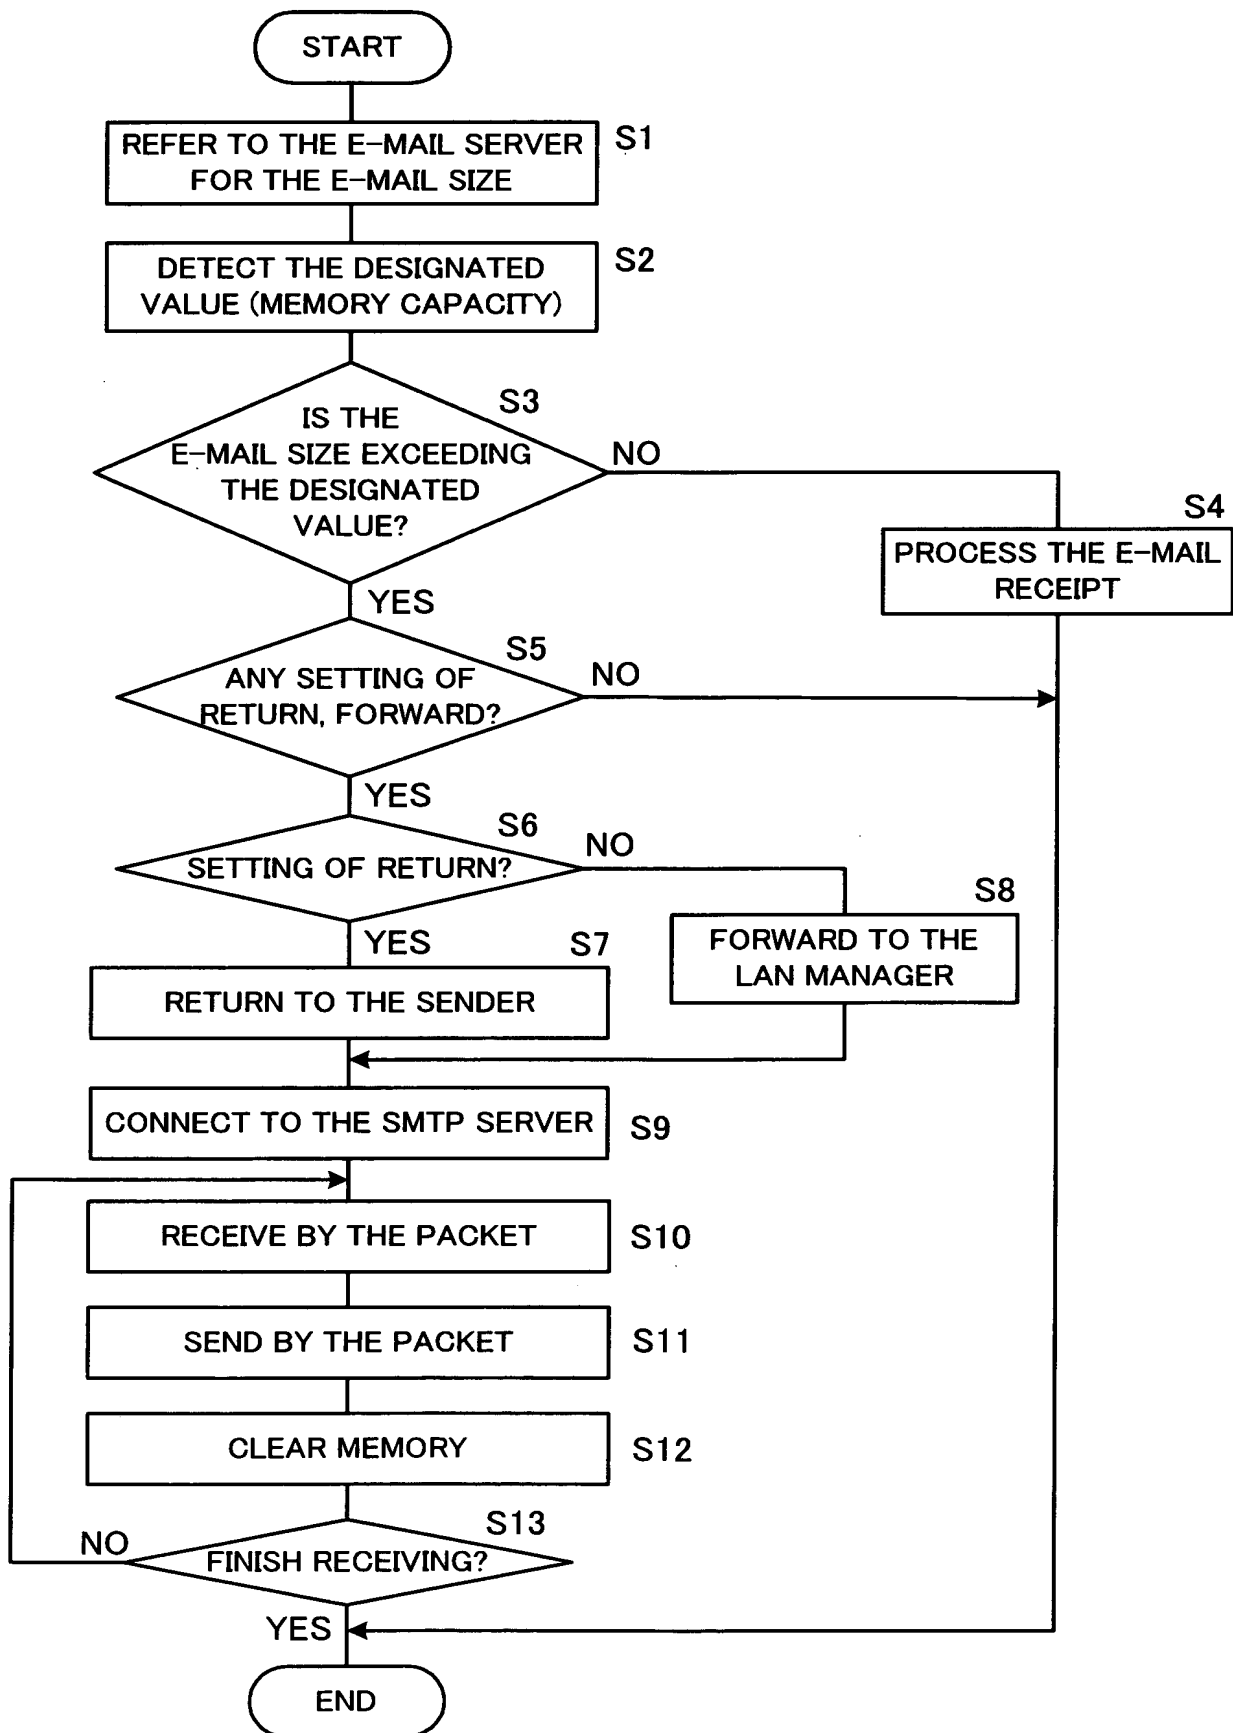 START
REFER TO THE E-MAIL SERVER
FOR THE E-MAIL SIZE
S1
DETECT THE DESIGNATED
VALUE (MEMORY CAPACITY)
S2
IS THE
E-MAIL SIZE EXCEEDING
THE DESIGNATED
VALUE?
S3
NO
S4
PROCESS THE E-MAIL
RECEIPT
YES
S5
ANY SETTING OF
RETURN, FORWARD?
NO
YES
S6
SETTING OF RETURN?
NO
S8
FORWARD TO THE
LAN MANAGER
YES
S7
RETURN TO THE SENDER
CONNECT TO THE SMTP SERVER
S9
RECEIVE BY THE PACKET
S10
SEND BY THE PACKET
S11
CLEAR MEMORY
S12
S13
NO
FINISH RECEIVING?
YES
END